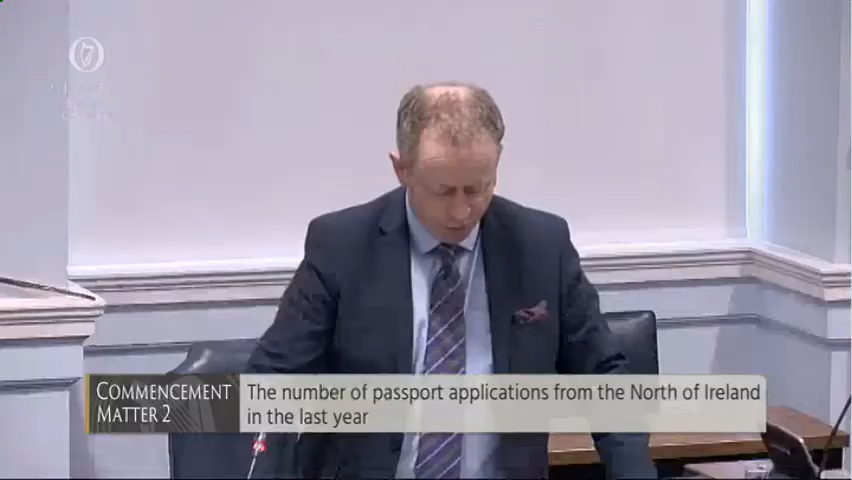 COMMENCEMENT
MATTER 2
The number of passport applications from the North of Ireland
in the last year